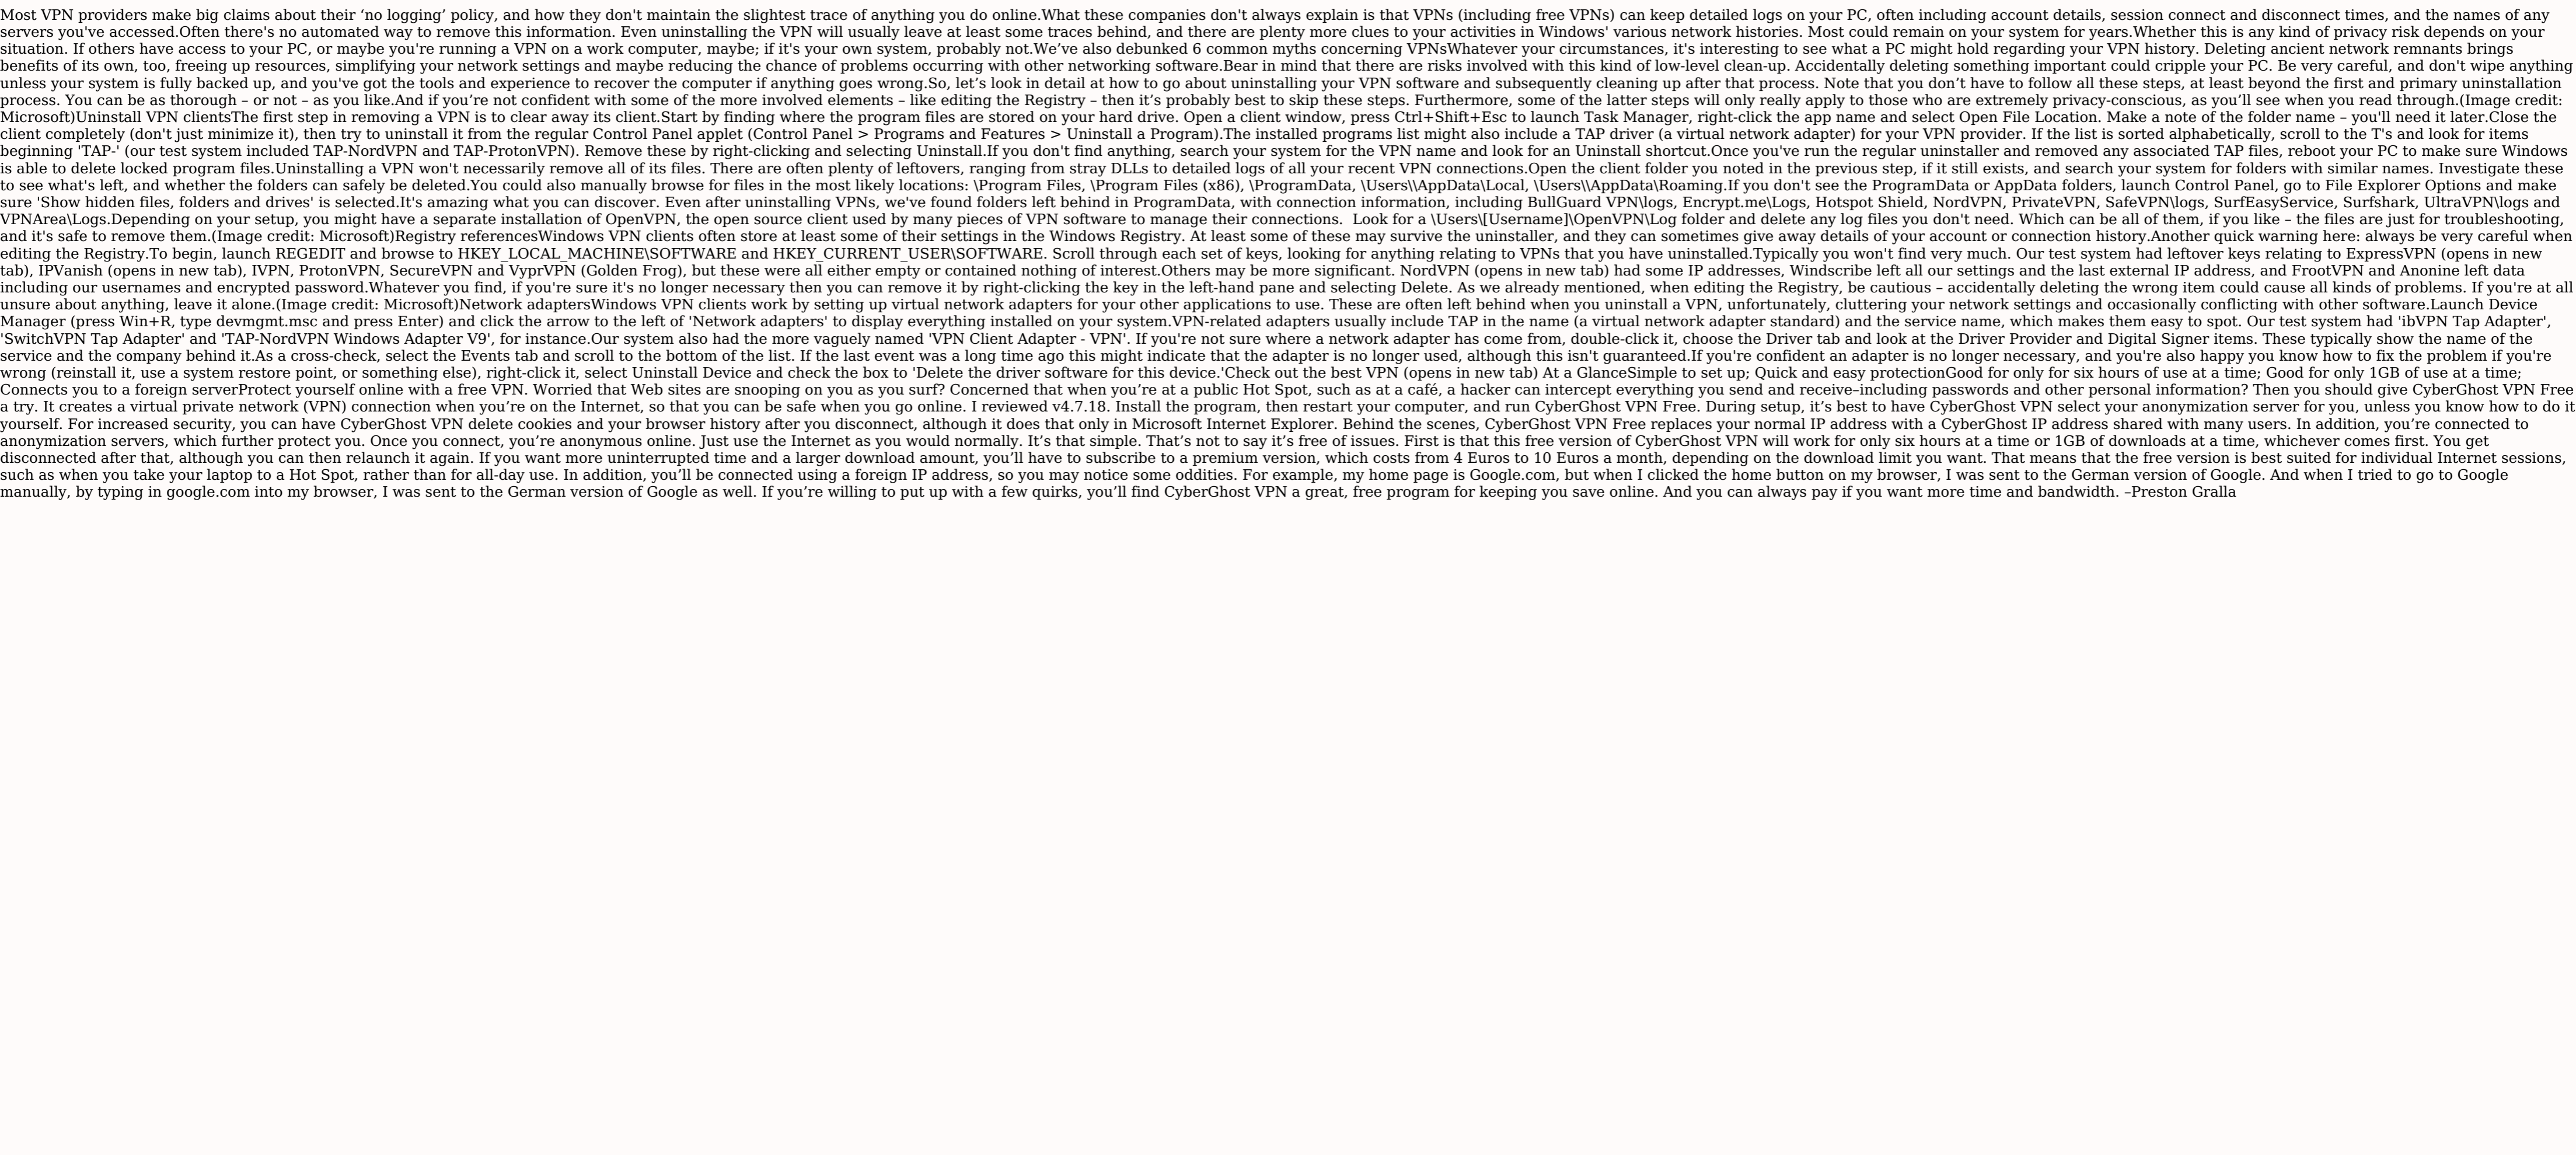 Most VPN providers make big claims about their ‘no logging’ policy, and how they don't maintain the slightest trace of anything you do online.What these companies don't always explain is that VPNs (including free VPNs) can keep detailed logs on your PC, often including account details, session connect and disconnect times, and the names of any
servers you've accessed.Often there's no automated way to remove this information. Even uninstalling the VPN will usually leave at least some traces behind, and there are plenty more clues to your activities in Windows' various network histories. Most could remain on your system for years.Whether this is any kind of privacy risk depends on your
situation. If others have access to your PC, or maybe you're running a VPN on a work computer, maybe; if it's your own system, probably not.We’ve also debunked 6 common myths concerning VPNsWhatever your circumstances, it's interesting to see what a PC might hold regarding your VPN history. Deleting ancient network remnants brings
benefits of its own, too, freeing up resources, simplifying your network settings and maybe reducing the chance of problems occurring with other networking software.Bear in mind that there are risks involved with this kind of low-level clean-up. Accidentally deleting something important could cripple your PC. Be very careful, and don't wipe anything
unless your system is fully backed up, and you've got the tools and experience to recover the computer if anything goes wrong.So, let’s look in detail at how to go about uninstalling your VPN software and subsequently cleaning up after that process. Note that you don’t have to follow all these steps, at least beyond the first and primary uninstallation
process. You can be as thorough – or not – as you like.And if you’re not confident with some of the more involved elements – like editing the Registry – then it’s probably best to skip these steps. Furthermore, some of the latter steps will only really apply to those who are extremely privacy-conscious, as you’ll see when you read through.(Image credit:
Microsoft)Uninstall VPN clientsThe first step in removing a VPN is to clear away its client.Start by finding where the program files are stored on your hard drive. Open a client window, press Ctrl+Shift+Esc to launch Task Manager, right-click the app name and select Open File Location. Make a note of the folder name – you'll need it later.Close the
client completely (don't just minimize it), then try to uninstall it from the regular Control Panel applet (Control Panel > Programs and Features > Uninstall a Program).The installed programs list might also include a TAP driver (a virtual network adapter) for your VPN provider. If the list is sorted alphabetically, scroll to the T's and look for items
beginning 'TAP-' (our test system included TAP-NordVPN and TAP-ProtonVPN). Remove these by right-clicking and selecting Uninstall.If you don't find anything, search your system for the VPN name and look for an Uninstall shortcut.Once you've run the regular uninstaller and removed any associated TAP files, reboot your PC to make sure Windows
is able to delete locked program files.Uninstalling a VPN won't necessarily remove all of its files. There are often plenty of leftovers, ranging from stray DLLs to detailed logs of all your recent VPN connections.Open the client folder you noted in the previous step, if it still exists, and search your system for folders with similar names. Investigate these
to see what's left, and whether the folders can safely be deleted.You could also manually browse for files in the most likely locations: \Program Files, \Program Files (x86), \ProgramData, \Users\\AppData\Local, \Users\\AppData\Roaming.If you don't see the ProgramData or AppData folders, launch Control Panel, go to File Explorer Options and make
sure 'Show hidden files, folders and drives' is selected.It's amazing what you can discover. Even after uninstalling VPNs, we've found folders left behind in ProgramData, with connection information, including BullGuard VPN\logs, Encrypt.me\Logs, Hotspot Shield, NordVPN, PrivateVPN, SafeVPN\logs, SurfEasyService, Surfshark, UltraVPN\logs and
VPNArea\Logs.Depending on your setup, you might have a separate installation of OpenVPN, the open source client used by many pieces of VPN software to manage their connections.  Look for a \Users\[Username]\OpenVPN\Log folder and delete any log files you don't need. Which can be all of them, if you like – the files are just for troubleshooting,
and it's safe to remove them.(Image credit: Microsoft)Registry referencesWindows VPN clients often store at least some of their settings in the Windows Registry. At least some of these may survive the uninstaller, and they can sometimes give away details of your account or connection history.Another quick warning here: always be very careful when
editing the Registry.To begin, launch REGEDIT and browse to HKEY_LOCAL_MACHINE\SOFTWARE and HKEY_CURRENT_USER\SOFTWARE. Scroll through each set of keys, looking for anything relating to VPNs that you have uninstalled.Typically you won't find very much. Our test system had leftover keys relating to ExpressVPN (opens in new
tab), IPVanish (opens in new tab), IVPN, ProtonVPN, SecureVPN and VyprVPN (Golden Frog), but these were all either empty or contained nothing of interest.Others may be more significant. NordVPN (opens in new tab) had some IP addresses, Windscribe left all our settings and the last external IP address, and FrootVPN and Anonine left data
including our usernames and encrypted password.Whatever you find, if you're sure it's no longer necessary then you can remove it by right-clicking the key in the left-hand pane and selecting Delete. As we already mentioned, when editing the Registry, be cautious – accidentally deleting the wrong item could cause all kinds of problems. If you're at all
unsure about anything, leave it alone.(Image credit: Microsoft)Network adaptersWindows VPN clients work by setting up virtual network adapters for your other applications to use. These are often left behind when you uninstall a VPN, unfortunately, cluttering your network settings and occasionally conflicting with other software.Launch Device
Manager (press Win+R, type devmgmt.msc and press Enter) and click the arrow to the left of 'Network adapters' to display everything installed on your system.VPN-related adapters usually include TAP in the name (a virtual network adapter standard) and the service name, which makes them easy to spot. Our test system had 'ibVPN Tap Adapter',
'SwitchVPN Tap Adapter' and 'TAP-NordVPN Windows Adapter V9', for instance.Our system also had the more vaguely named 'VPN Client Adapter - VPN'. If you're not sure where a network adapter has come from, double-click it, choose the Driver tab and look at the Driver Provider and Digital Signer items. These typically show the name of the
service and the company behind it.As a cross-check, select the Events tab and scroll to the bottom of the list. If the last event was a long time ago this might indicate that the adapter is no longer used, although this isn't guaranteed.If you're confident an adapter is no longer necessary, and you're also happy you know how to fix the problem if you're
wrong (reinstall it, use a system restore point, or something else), right-click it, select Uninstall Device and check the box to 'Delete the driver software for this device.'Check out the best VPN (opens in new tab) At a GlanceSimple to set up; Quick and easy protectionGood for only for six hours of use at a time; Good for only 1GB of use at a time;
Connects you to a foreign serverProtect yourself online with a free VPN. Worried that Web sites are snooping on you as you surf? Concerned that when you’re at a public Hot Spot, such as at a café, a hacker can intercept everything you send and receive–including passwords and other personal information? Then you should give CyberGhost VPN Free
a try. It creates a virtual private network (VPN) connection when you’re on the Internet, so that you can be safe when you go online. I reviewed v4.7.18. Install the program, then restart your computer, and run CyberGhost VPN Free. During setup, it’s best to have CyberGhost VPN select your anonymization server for you, unless you know how to do it
yourself. For increased security, you can have CyberGhost VPN delete cookies and your browser history after you disconnect, although it does that only in Microsoft Internet Explorer. Behind the scenes, CyberGhost VPN Free replaces your normal IP address with a CyberGhost IP address shared with many users. In addition, you’re connected to
anonymization servers, which further protect you. Once you connect, you’re anonymous online. Just use the Internet as you would normally. It’s that simple. That’s not to say it’s free of issues. First is that this free version of CyberGhost VPN will work for only six hours at a time or 1GB of downloads at a time, whichever comes first. You get
disconnected after that, although you can then relaunch it again. If you want more uninterrupted time and a larger download amount, you’ll have to subscribe to a premium version, which costs from 4 Euros to 10 Euros a month, depending on the download limit you want. That means that the free version is best suited for individual Internet sessions,
such as when you take your laptop to a Hot Spot, rather than for all-day use. In addition, you’ll be connected using a foreign IP address, so you may notice some oddities. For example, my home page is Google.com, but when I clicked the home button on my browser, I was sent to the German version of Google. And when I tried to go to Google
manually, by typing in google.com into my browser, I was sent to the German version of Google as well. If you’re willing to put up with a few quirks, you’ll find CyberGhost VPN a great, free program for keeping you save online. And you can always pay if you want more time and bandwidth. –Preston Gralla